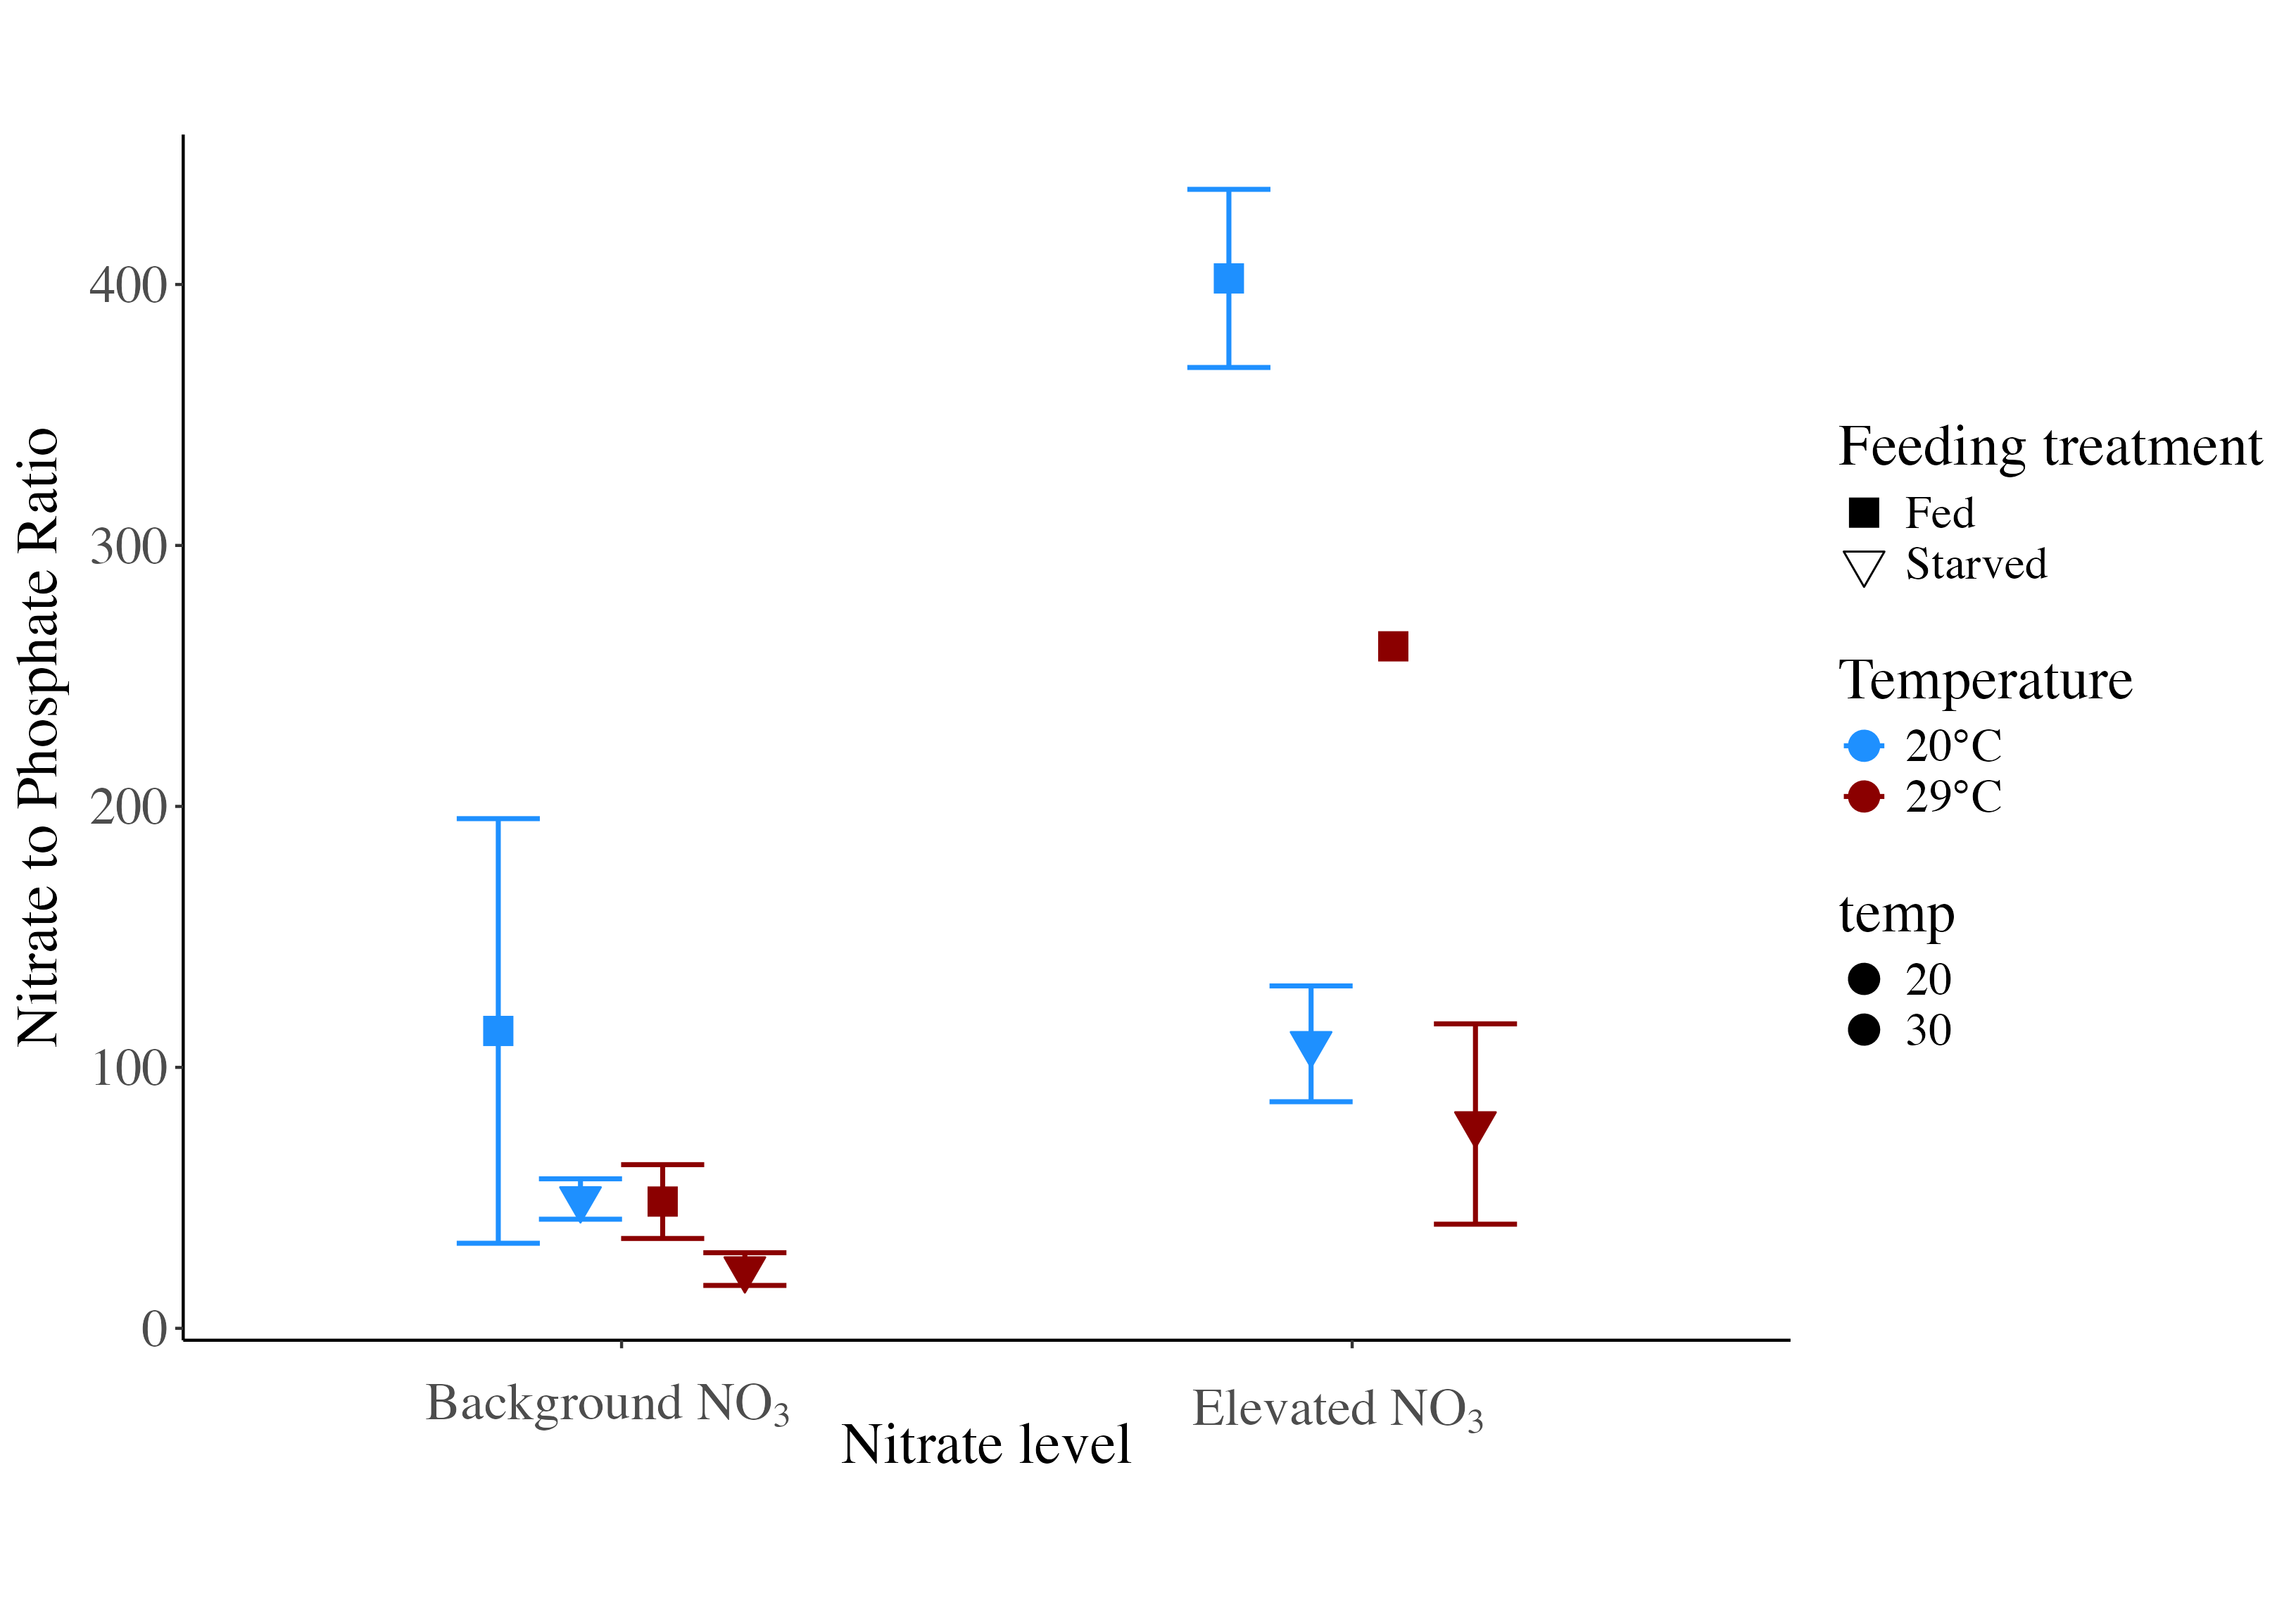 Nitrate to Phosphate Ratio
400
300
200
100
0
Background NO₃
Elevated NO₃
Nitrate level
Feeding treatment
Fed
Starved
Temperature
20°C
29°C
temp
20
30